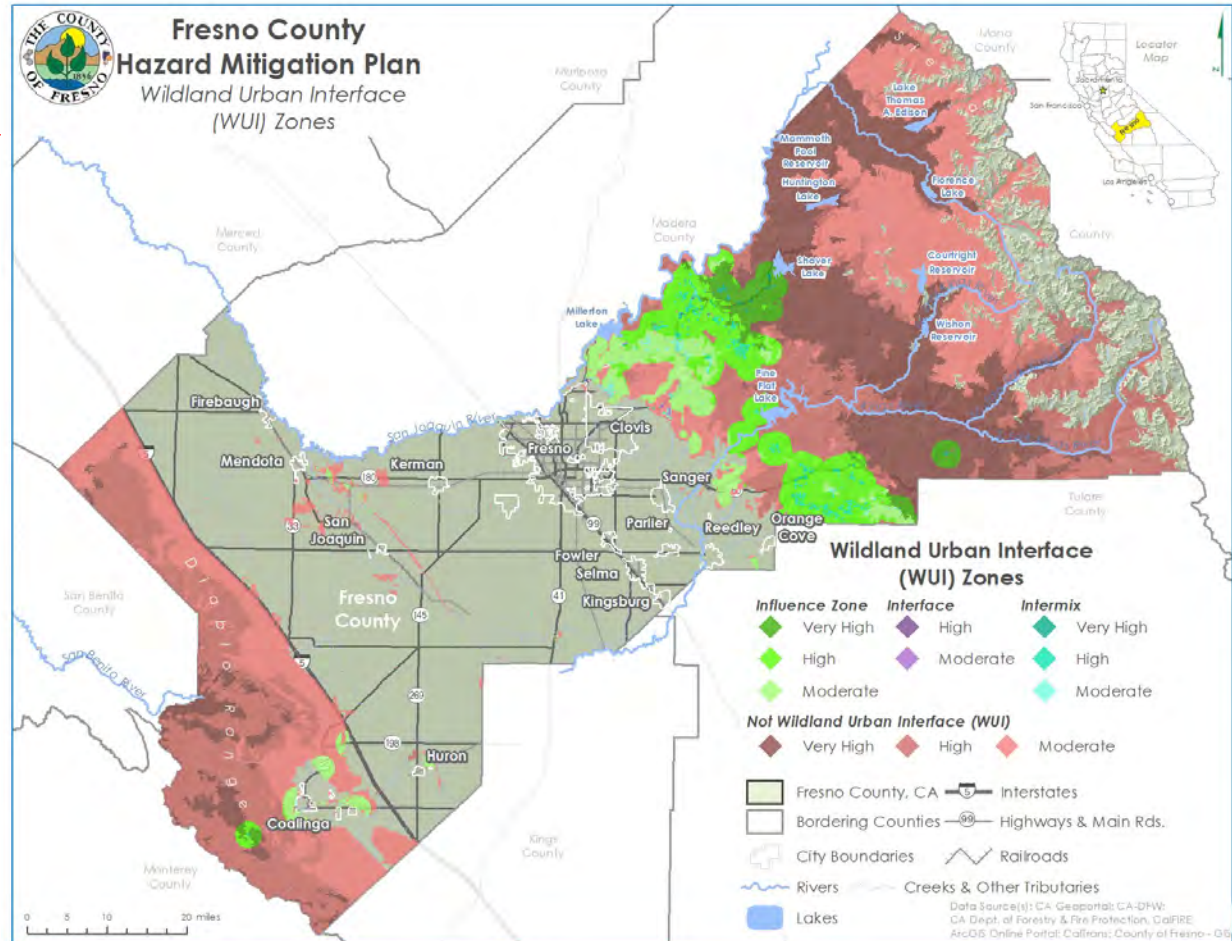 THE COUNTY
OF FRESNO
1856
Fresno County
Hazard Mitigation Plan
Wildland Urban Interface
(WUI) Zones
Mono
County
Locator
Map
Sacramento
San Francisco
Fresno
Los Angeles
N
Mariposa
County
Lake
Thomas
A. Edison
Mammoth
Pool
Reservoir
Huntington
Lake
Florence
Lake
Madera
County
Merced
County
County
Shaver
Lake
Courtright
Reservoir
Millerton
Lake
Wishon
Reservoir
Pine
Flat
Lake
Firebaugh
San Joaquin River
Clovis
Fresno
Mendota
180
Kerman
Sanger
Tulare
County
33
San
Joaquin
99
Parlier
Reedley
Orange
Cove
Fowler
Selma
Kingsburg
San Benito
County
Diablo Range
Fresno
County
145
41
San Benito
River
5
269
198
Huron
Coalinga
Kings
County
Monterey
County
0 5 10 20 miles
Wildland Urban Interface
(WUI) Zones
Influence Zone Interface Intermix
Very High High Very High
High Moderate High
Moderate Moderate
Not Wildland Urban Interface (WUI)
Very High High Moderate
Fresno County, CA 5 Interstates
Bordering Counties 99 Highways & Main Rds.
City Boundaries Railroads
Rivers Creeks & Other Tributaries
Lakes
Data Source(s): CA Geoportal; CA-DFW;
CA Dept. of Forestry & Fire Protection, CalFIRE
ArcGIS Online Portal; Caltrans; County of Fresno - GIS